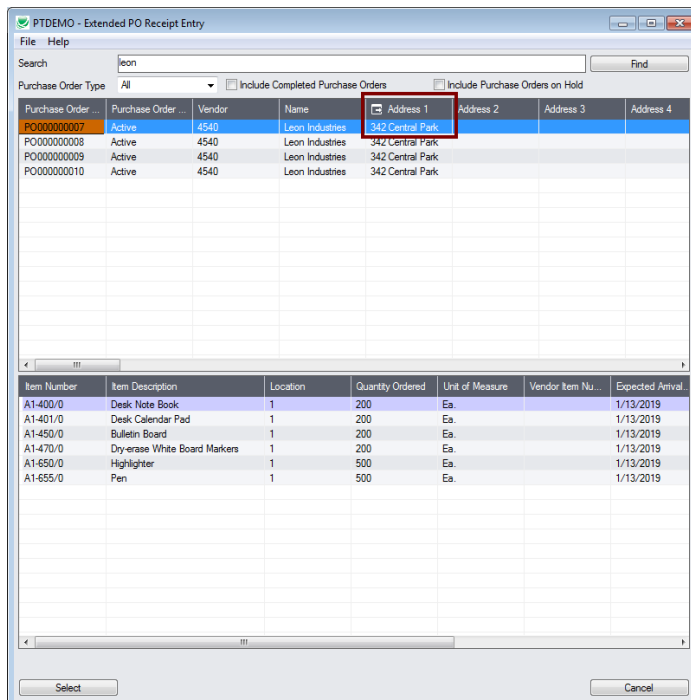 PTDEMO - Extended PO Receipt Entry
File Help
Search leon Find
Purchase Order Type All Include Completed Purchase Orders Include Purchase Orders on Hold
Purchase Order ... Purchase Order ... Vendor Name Address 1 Address 2 Address 3 Address 4
PO000000007 Active 4540 Leon Industries 342 Central Park
PO000000008 Active 4540 Leon Industries 342 Central Park
PO000000009 Active 4540 Leon Industries 342 Central Park
PO000000010 Active 4540 Leon Industries 342 Central Park
Item Number Item Description Location Quantity Ordered Unit of Measure Vendor Item Nu... Expected Arrival...
A1-400/0 Desk Note Book 1 200 Ea. 1/13/2019
A1-401/0 Desk Calendar Pad 1 200 Ea. 1/13/2019
A1-450/0 Bulletin Board 1 200 Ea. 1/13/2019
A1-470/0 Dry-erase White Board Markers 1 200 Ea. 1/13/2019
A1-650/0 Highlighter 1 500 Ea. 1/13/2019
A1-655/0 Pen 1 500 Ea. 1/13/2019
Select Cancel